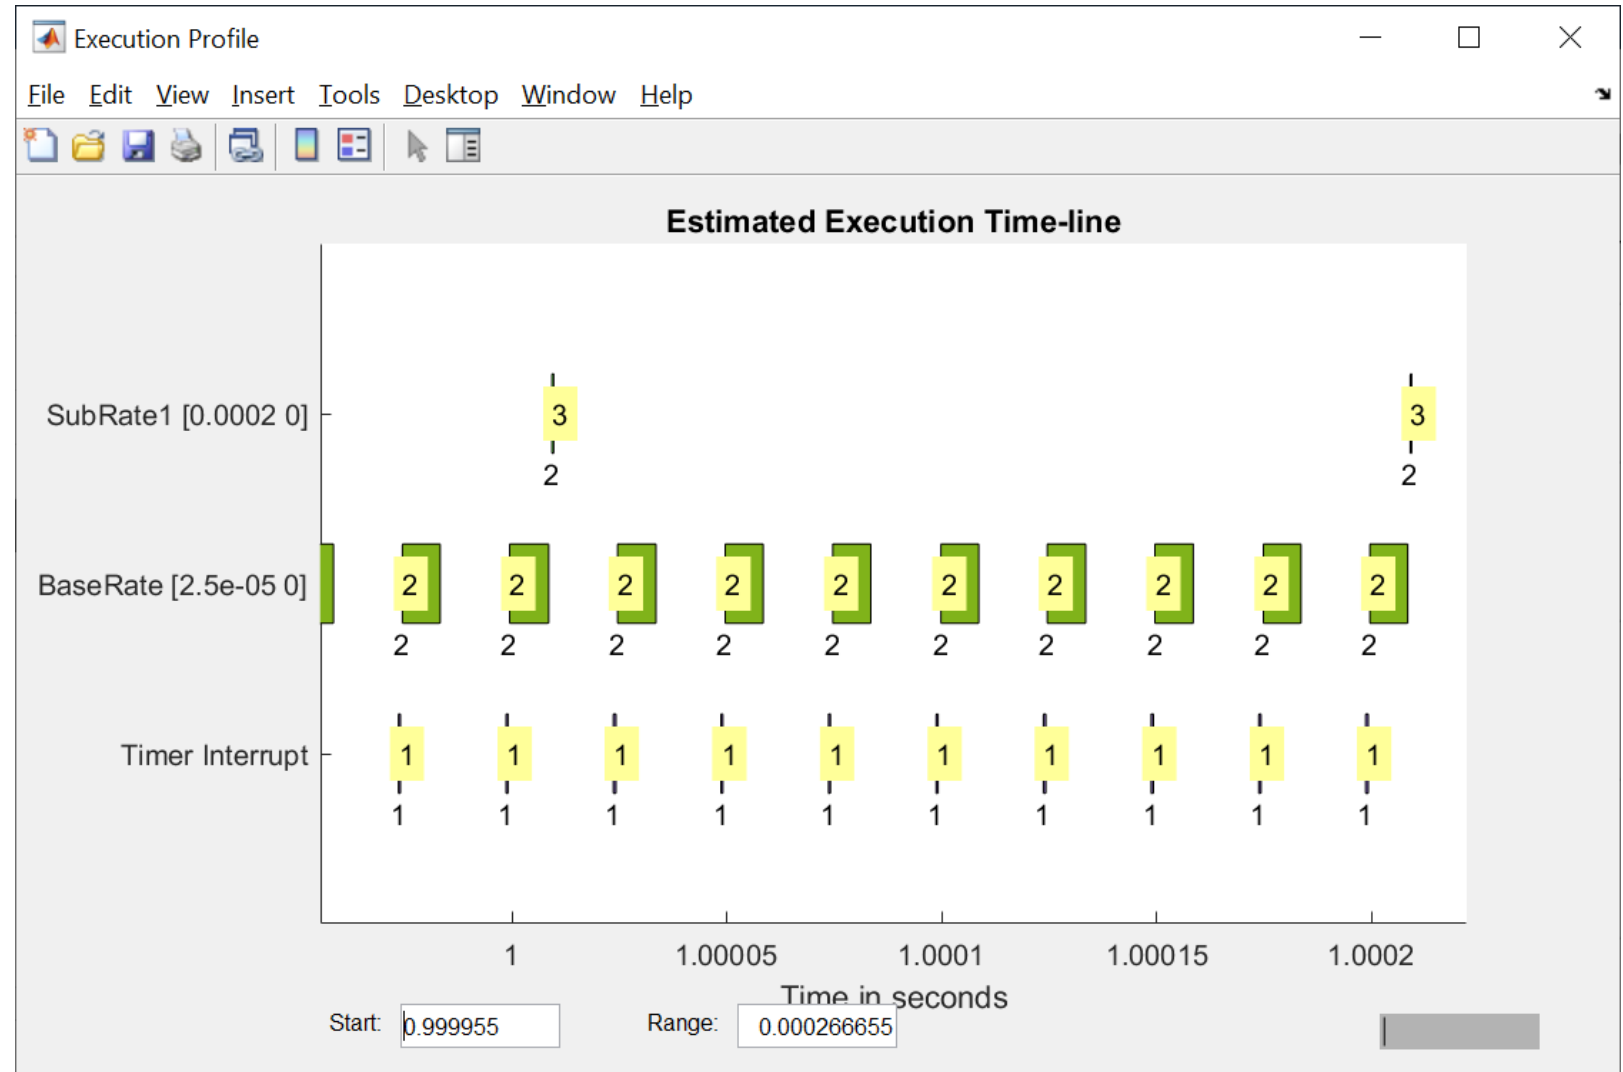 Execution Profile
File Edit View Insert Tools Desktop Window Help
Estimated Execution Time-line
SubRate1 [0.0002 0]
3 3
2 2
BaseRate [2.5e-05 0]
2 2 2 2 2 2 2 2 2 2
2 2 2 2 2 2 2 2 2 2
Timer Interrupt
1 1 1 1 1 1 1 1 1 1
1 1 1 1 1 1 1 1 1 1
1 1.00005 1.0001 1.00015 1.0002
Time in seconds
Start: 0.999955 Range: 0.000266655